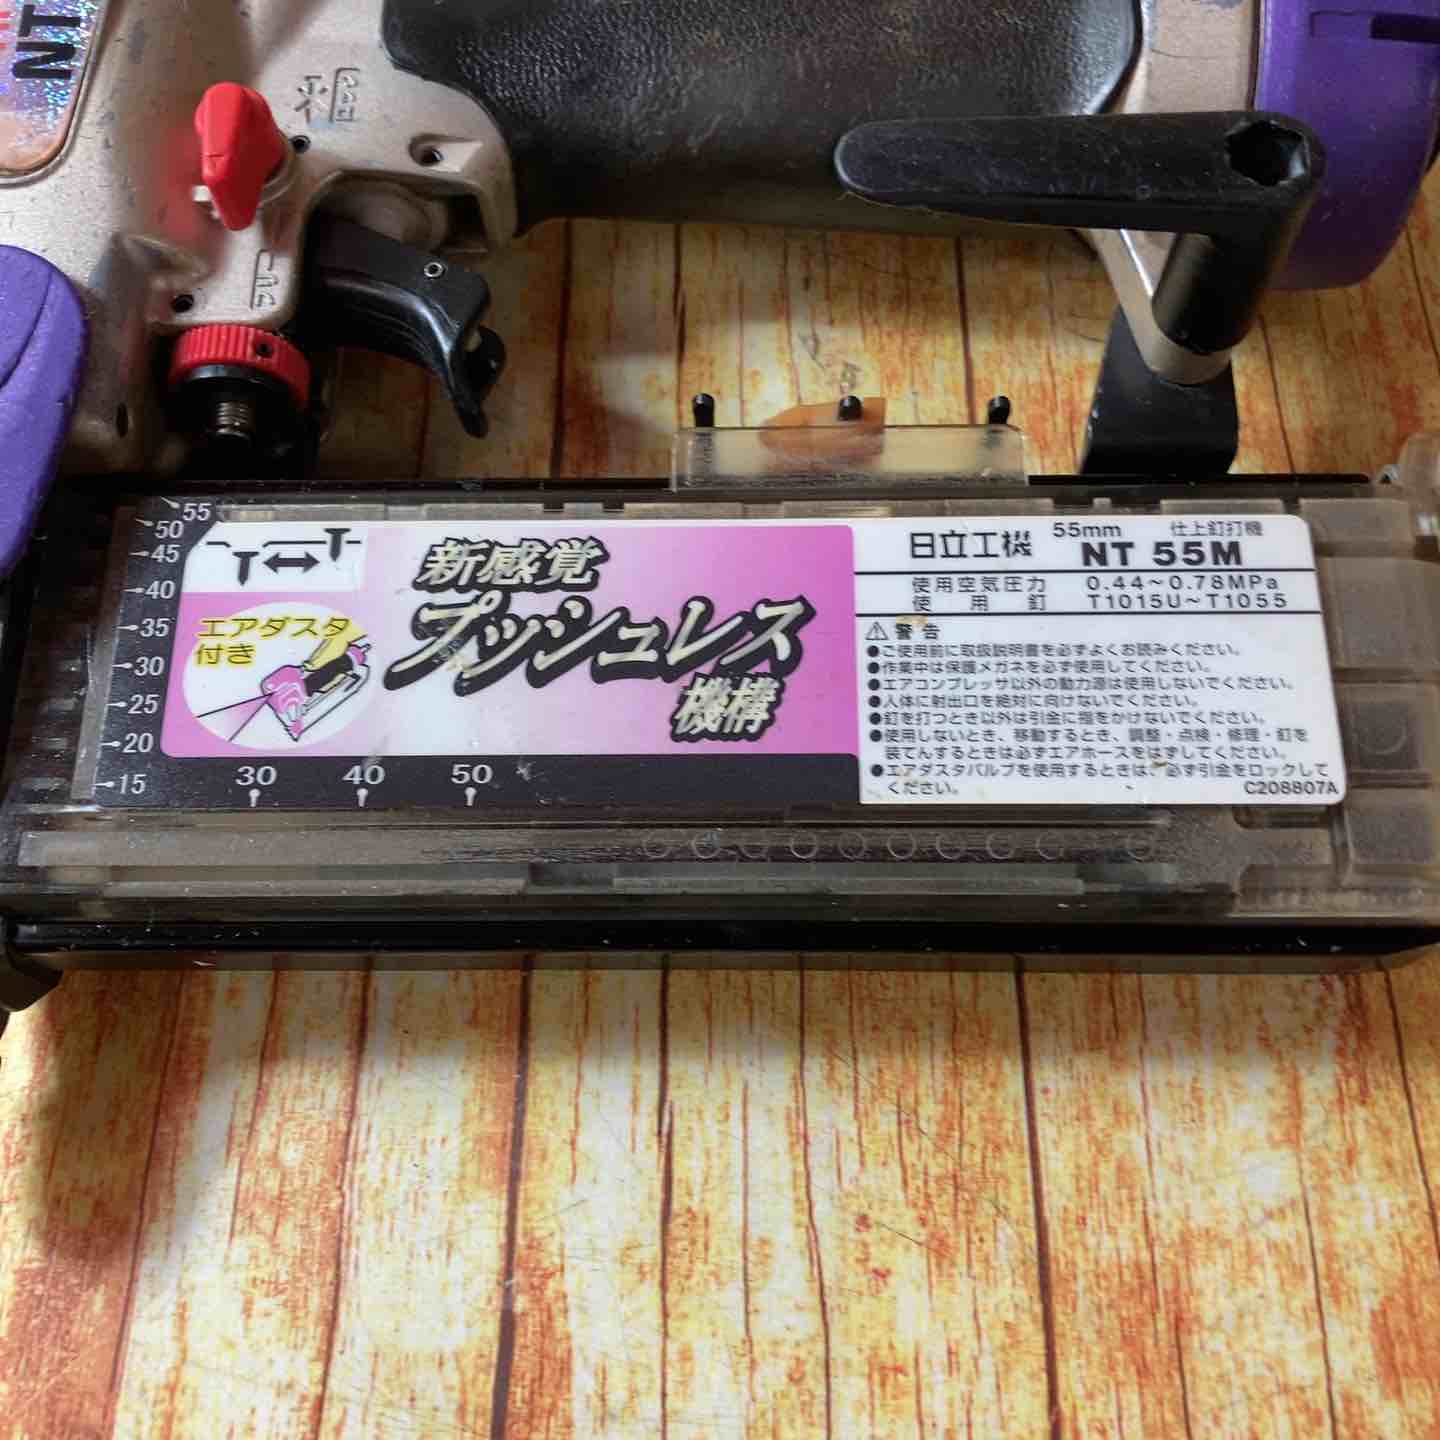 NT
55
50
45
40
35
30
25
20
15
30 40 50
エアダスタ
付き
新感覚
プッシュレス
機構
日立工機 55mm 仕上釘打機
NT 55M
使用空気圧力 0.44～0.78MPa
使用釘 T1015U～T1055
⚠警告
●ご使用前に取扱説明書を必ずよくお読みください。
●作業中は保護メガネを必ず使用してください。
●エアコンプレッサ以外の動力源は使用しないでください。
●人体に射出口を絶対に向けないでください。
●釘を打つとき以外は引金に指をかけないでください。
●使用しないとき、移動するとき、調整・点検・修理・釘を
装てんするときは必ずエアホースをはずしてください。
●エアダスタバルブを使用するときは、必ず引金をロックして
ください。
C208807A